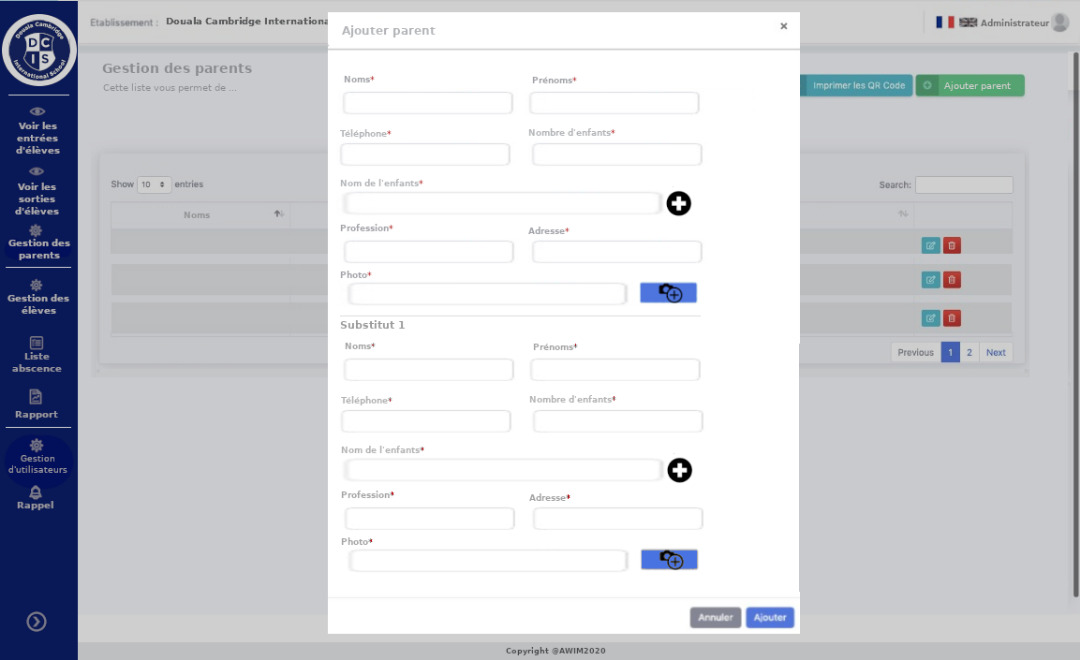 Douala Cambridge
DC
IS
International School
Voir les
entrées
d'élèves
Voir les
sorties
d'élèves
Gestion des
parents
Gestion des
élèves
Liste
abscence
Rapport
Gestion
d'utilisateurs
Rappel
Etablissement : Douala Cambridge Internationa
Administrateur
Gestion des parents
Cette liste vous permet de ...
Imprimer les QR Code
Ajouter parent
Show 10 entries
Search:
Noms
Previous 1 2 Next
Ajouter parent ×
Noms* Prénoms*
Téléphone* Nombre d'enfants*
Nom de l'enfants*
Profession* Adresse*
Photo*
Substitut 1
Noms* Prénoms*
Téléphone* Nombre d'enfants*
Nom de l'enfants*
Profession* Adresse*
Photo*
Annuler Ajouter
Copyright @AWIM2020